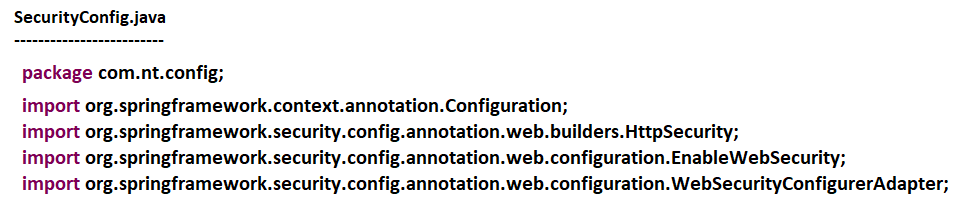 SecurityConfig.java
-------------------------
package com.nt.config;
import org.springframework.context.annotation.Configuration;
import org.springframework.security.config.annotation.web.builders.HttpSecurity;
import org.springframework.security.config.annotation.web.configuration.EnableWebSecurity;
import org.springframework.security.config.annotation.web.configuration.WebSecurityConfigurerAdapter;